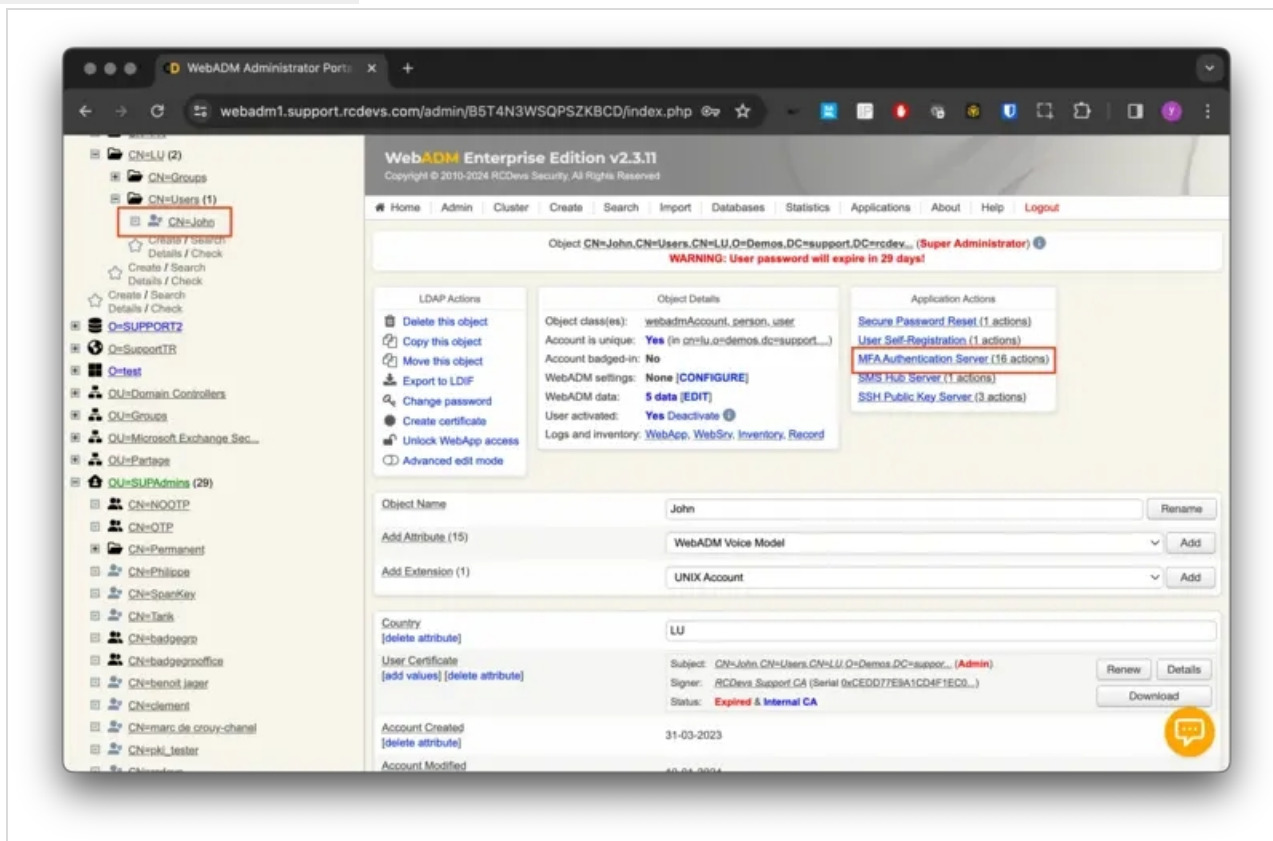 WebADM Administrator Porta
webadm1.support.rcdevs.com/admin/B5T4N3WSQPSZKBCD/index.php
CN=LU (2)
CN=Groups
CN=Users (1)
CN=John
Create / Search
Details / Check
Create / Search
Details / Check
Create / Search
Details / Check
O=SUPPORT2
O=SupportTR
O=test
OU=Domain Controllers
OU=Groups
OU=Microsoft Exchange Sec...
OU=Partage
OU=SUPAdmins (29)
CN=NOOTP
CN=OTP
CN=Permanent
CN=Philippe
CN=SpanKey
CN=Tarik
CN=badgegrp
CN=badgegrpoffice
CN=benoit jager
CN=clement
CN=marc de crouy-chanel
CN=pki_tester
WebADM Enterprise Edition v2.3.11
Copyright © 2010-2024 RCDevs Security, All Rights Reserved
Home Admin Cluster Create Search Import Databases Statistics Applications About Help Logout
Object CN=John,CN=Users,CN=LU,O=Demos,DC=support,DC=rcdev... (Super Administrator)
WARNING: User password will expire in 29 days!
LDAP Actions
Delete this object
Copy this object
Move this object
Export to LDIF
Change password
Create certificate
Unlock WebApp access
Advanced edit mode
Object Details
Object class(es): webadmAccount, person, user
Account is unique: Yes (in cn=lu,o=demos,dc=support,...)
Account badged-in: No
WebADM settings: None [CONFIGURE]
WebADM data: 5 data [EDIT]
User activated: Yes Deactivate
Logs and inventory: WebApp, WebSrv, Inventory, Record
Application Actions
Secure Password Reset (1 actions)
User Self-Registration (1 actions)
MFA Authentication Server (16 actions)
SMS Hub Server (1 actions)
SSH Public Key Server (3 actions)
Object Name John Rename
Add Attribute (15) WebADM Voice Model Add
Add Extension (1) UNIX Account Add
Country LU
[delete attribute]
User Certificate
[add values] [delete attribute]
Subject: CN=John,CN=Users,CN=LU,O=Demos,DC=suppor... (Admin)
Signer: RCDevs Support CA (Serial 0xCEDD77E9A1CD4F1EC0...)
Status: Expired & Internal CA
Renew Details
Download
Account Created 31-03-2023
[delete attribute]
Account Modified